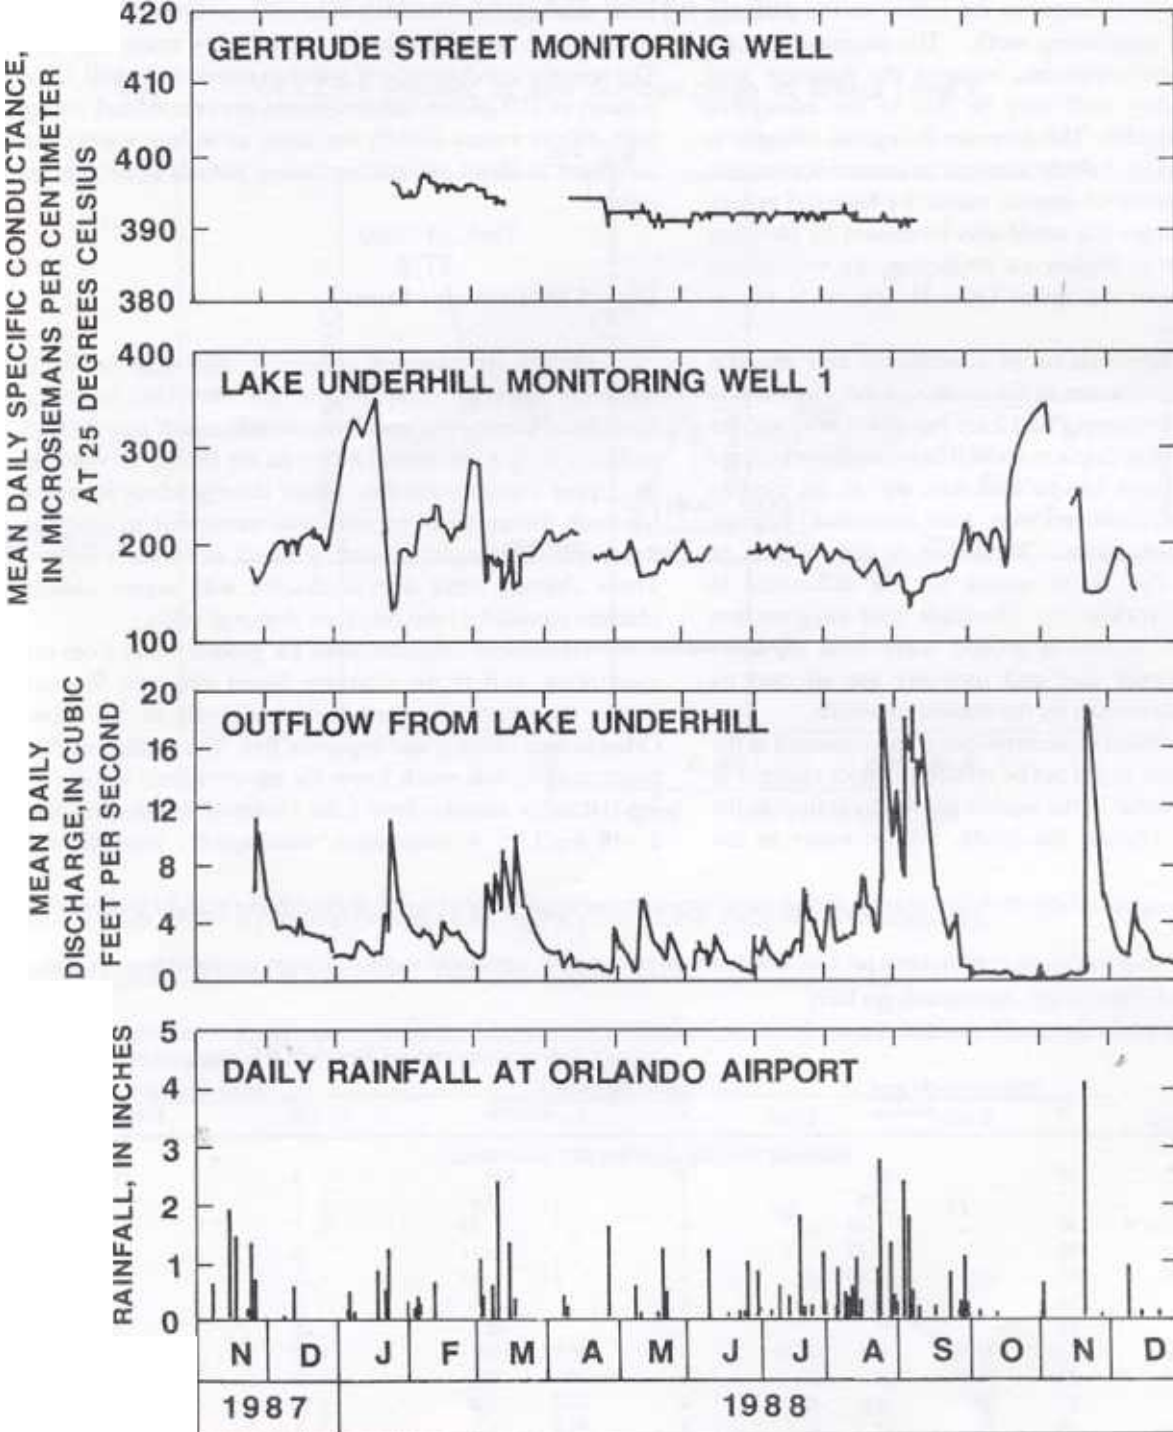 MEAN DAILY SPECIFIC CONDUCTANCE,
IN MICROSIEMANS PER CENTIMETER
AT 25 DEGREES CELSIUS
420
410
400
390
380
GERTRUDE STREET MONITORING WELL
400
300
200
100
LAKE UNDERHILL MONITORING WELL 1
MEAN DAILY
DISCHARGE, IN CUBIC
FEET PER SECOND
20
16
12
8
4
0
OUTFLOW FROM LAKE UNDERHILL
RAINFALL, IN INCHES
5
4
3
2
1
0
DAILY RAINFALL AT ORLANDO AIRPORT
N D J F M A M J J A S O N D
1987 1988